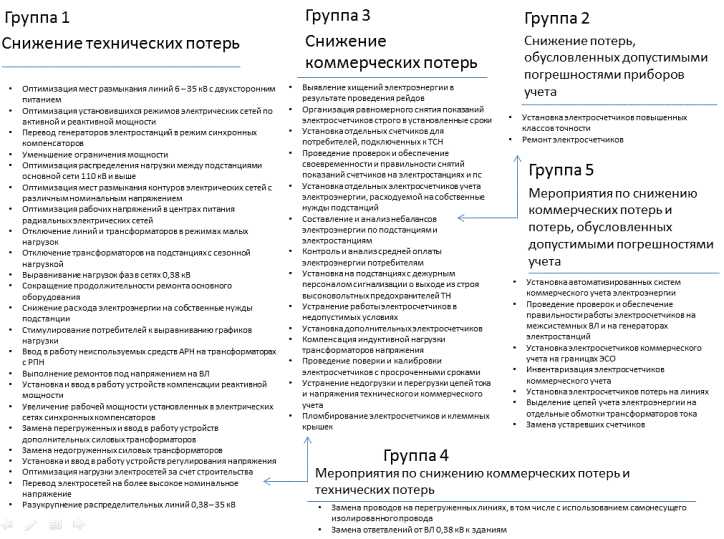 Группа 1
Снижение технических потерь
• Оптимизация мест размыкания линий 6 – 35 кВ с двухсторонним
питанием
• Оптимизация установившихся режимов электрических сетей по
активной и реактивной мощности
• Перевод генераторов электростанций в режим синхронных
компенсаторов
• Уменьшение ограничения мощности
• Оптимизация распределения нагрузки между подстанциями
основной сети 110 кВ и выше
• Оптимизация мест размыкания контуров электрических сетей с
различным номинальным напряжением
• Оптимизация рабочих напряжений в центрах питания
радиальных электрических сетей
• Отключение линий и трансформаторов в режимах малых
нагрузок
• Отключение трансформаторов на подстанциях с сезонной
нагрузкой
• Выравнивание нагрузок фаз в сетях 0,38 кВ
• Сокращение продолжительности ремонта основного
оборудования
• Снижение расхода электроэнергии на собственные нужды
подстанции
• Стимулирование потребителей к выравниванию графиков
нагрузки
• Ввод в работу неиспользуемых средств АРН на трансформаторах
с РПН
• Выполнение ремонтов под напряжением на ВЛ
• Установка и ввод в работу устройств компенсации реактивной
мощности
• Увеличение рабочей мощности установленных в электрических
сетях синхронных компенсаторов
• Замена перегруженных и ввод в работу устройств
дополнительных силовых трансформаторов
• Замена недогруженных силовых трансформаторов
• Установка и ввод в работу устройств регулирования напряжения
• Оптимизация нагрузки электросетей за счет строительства
• Перевод электросетей на более высокое номинальное
напряжение
• Разукрупнение распределительных линий 0,38 – 35 кВ
Группа 3
Снижение
коммерческих потерь
• Выявление хищений электроэнергии в
результате проведения рейдов
• Организация равномерного снятия показаний
электросчетчиков строго в установленные сроки
• Установка отдельных счетчиков для
потребителей, подключенных к ТСН
• Проведение проверок и обеспечение
своевременности и правильности снятий
показаний счетчиков на электростанциях и пс
• Установка отдельных электросчетчиков учета
электроэнергии, расходуемой на собственные
нужды подстанций
• Составление и анализ небалансов
электроэнергии по подстанциям и
электростанциям
• Контроль и анализ средней оплаты
электроэнергии потребителям
• Установка на подстанциях с дежурным
персоналом сигнализации о выходе из строя
высоковольтных предохранителей ТН
• Устранение работы электросчетчиков в
недопустимых условиях
• Установка дополнительных электросчетчиков
• Компенсация индуктивной нагрузки
трансформаторов напряжения
• Проведение поверки и калибровки
электросчетчиков с просроченными сроками
• Устранение недогрузки и перегрузки цепей тока
и напряжения технического и коммерческого
учета
• Пломбирование электросчетчиков и клеммных
крышек
Группа 2
Снижение потерь,
обусловленных допустимыми
погрешностями приборов
учета
• Установка электросчетчиков повышенных
классов точности
• Ремонт электросчетчиков
Группа 5
Мероприятия по снижению
коммерческих потерь и
потерь, обусловленных
допустимыми погрешностями
учета
• Установка автоматизированных систем
коммерческого учета электроэнергии
• Проведение проверок и обеспечение
правильности работы электросчетчиков на
межсистемных ВЛ и на генераторах
электростанций
• Установка электросчетчиков коммерческого
учета на границах ЭСО
• Инвентаризация электросчетчиков
коммерческого учета
• Установка электросчетчиков потерь на линиях
• Выделение цепей учета электроэнергии на
отдельные обмотки трансформаторов тока
• Замена устаревших счетчиков
Группа 4
Мероприятия по снижению коммерческих потерь и
технических потерь
• Замена проводов на перегруженных линиях, в том числе с использованием самонесущего
изолированного провода
• Замена ответвлений от ВЛ 0,38 кВ к зданиям